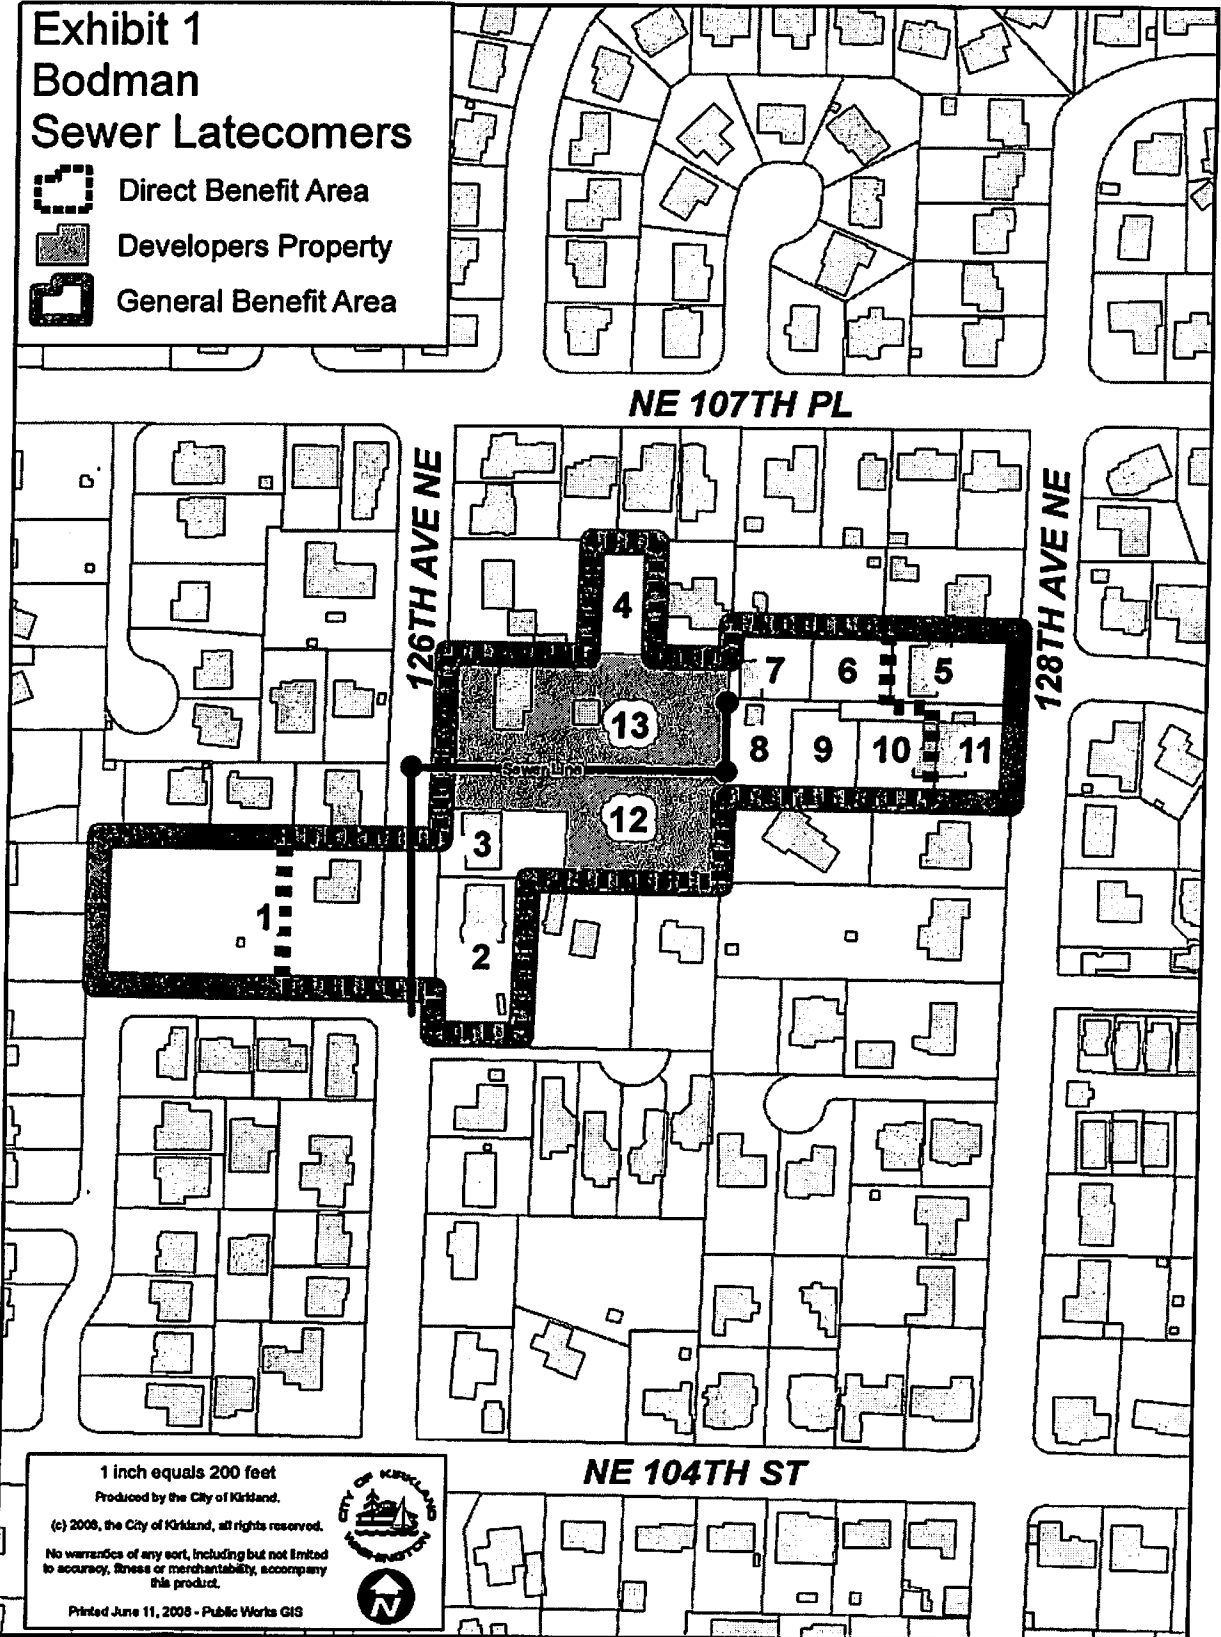 Exhibit 1
Bodman
Sewer Latecomers
Direct Benefit Area
Developers Property
General Benefit Area
NE 107TH PL
126TH AVE NE
128TH AVE NE
4
7
6
5
13
8
9
10
11
Sewer Line
12
3
1
2
NE 104TH ST
1 inch equals 200 feet
Produced by the City of Kirkland.
(c) 2008, the City of Kirkland, all rights reserved.
No warranties of any sort, including but not limited
to accuracy, fitness or merchantability, accompany
this product.
Printed June 11, 2008 - Public Works GIS
CITY OF KIRKLAND
WASHINGTON
N